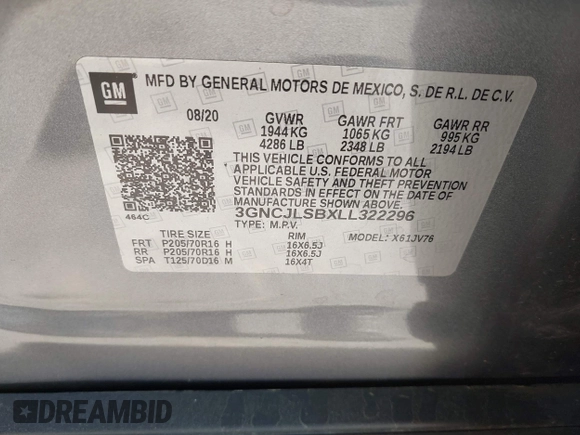 GM
MFD BY GENERAL MOTORS DE MEXICO, S. DE R.L. DE C.V.
08/20 GVWR GAWR FRT GAWR RR
1944 KG 1065 KG 995 KG
4286 LB 2348 LB 2194 LB
THIS VEHICLE CONFORMS TO ALL
APPLICABLE U.S. FEDERAL MOTOR
VEHICLE SAFETY AND THEFT PREVENTION
STANDARDS IN EFFECT ON THE DATE OF
MANUFACTURE SHOWN ABOVE.
464C
3GNCJLSBXLL322296
TYPE: M.P.V. MODEL: X61JV76
TIRE SIZE RIM
FRT P205/70R16 H 16X6.5J
RR P205/70R16 H 16X6.5J
SPA T125/70D16 M 16X4T
DREAMBID